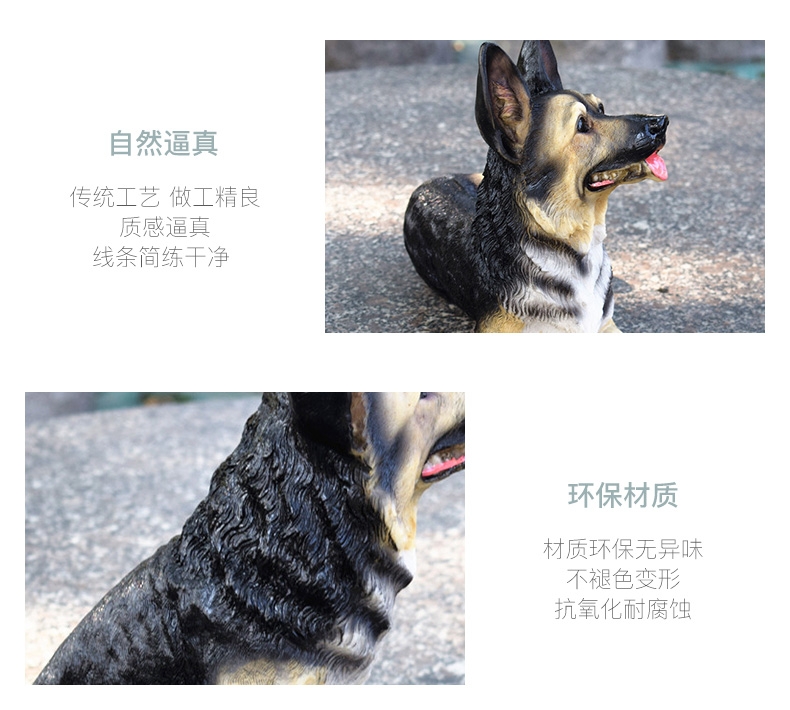 自然逼真
传统工艺 做工精良
质感逼真
线条简练干净
环保材质
材质环保无异味
不褪色变形
抗氧化耐腐蚀